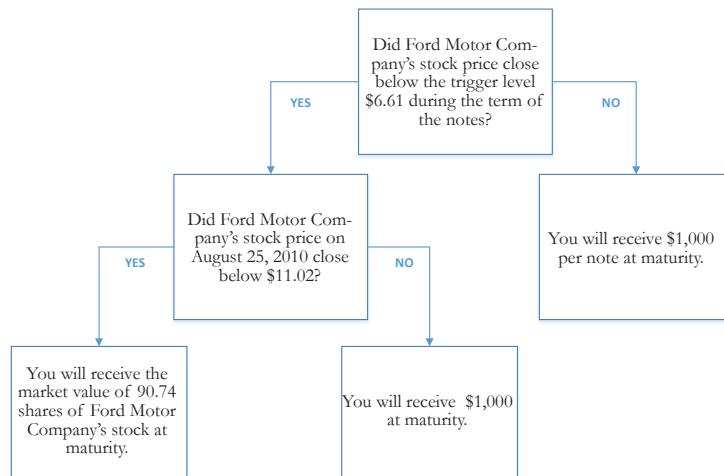 Did Ford Motor Com-
pany's stock price close
below the trigger level
$6.61 during the term of
the notes?
YES
NO
Did Ford Motor Com-
pany's stock price on
August 25, 2010 close
below $11.02?
You will receive $1,000
per note at maturity.
YES
NO
You will receive the
market value of 90.74
shares of Ford Motor
Company's stock at
maturity.
You will receive $1,000
at maturity.